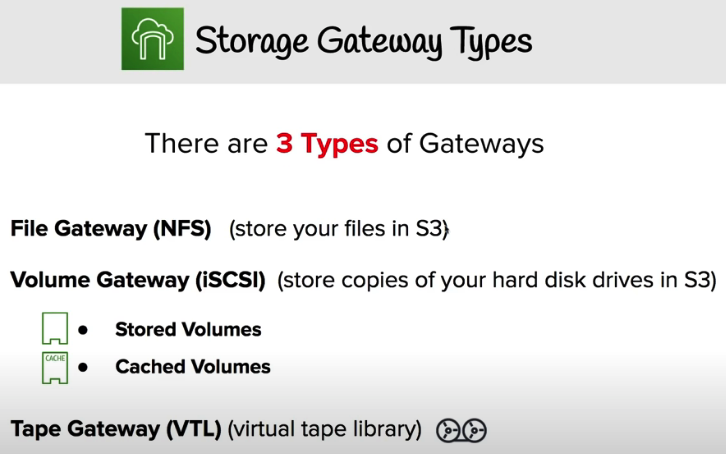 Storage Gateway Types
There are 3 Types of Gateways
File Gateway (NFS) (store your files in S3)
Volume Gateway (iSCSI) (store copies of your hard disk drives in S3)
• Stored Volumes
CACHE
• Cached Volumes
Tape Gateway (VTL) (virtual tape library)